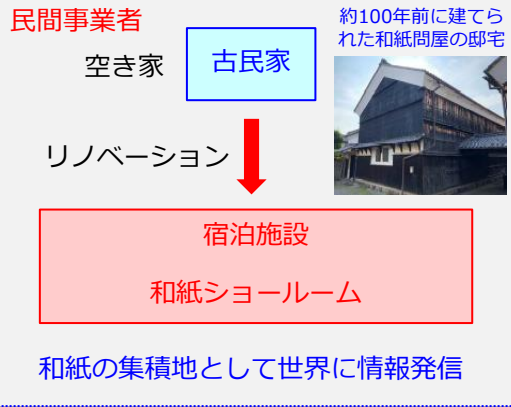 民間事業者
約100年前に建てら
れた和紙問屋の邸宅
空き家
古民家
リノベーション
宿泊施設
和紙ショールーム
和紙の集積地として世界に情報発信